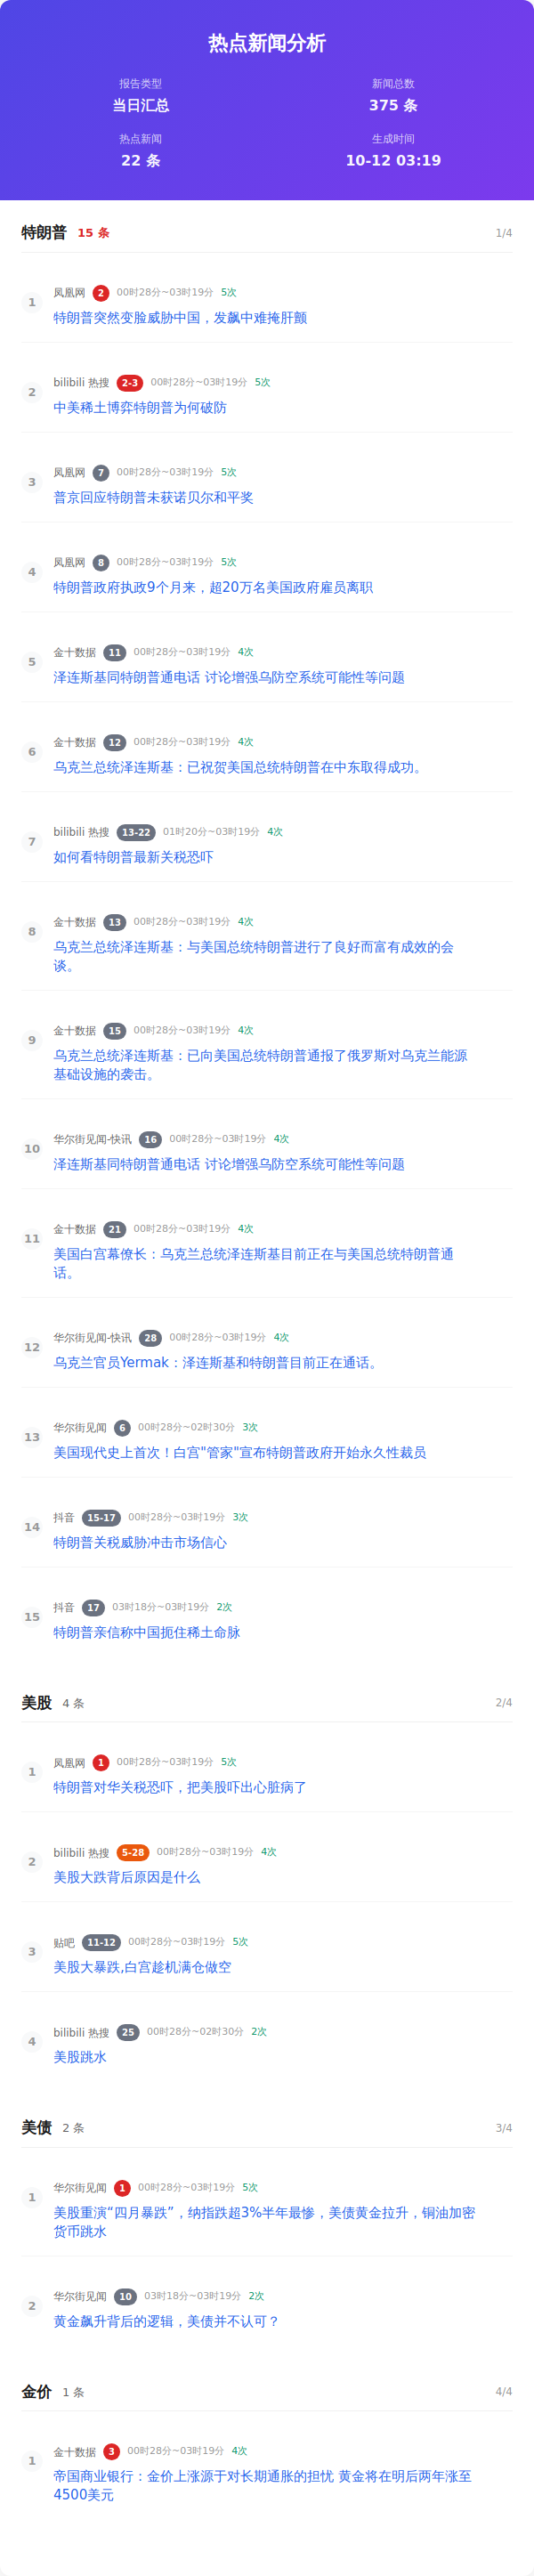 热点新闻分析
报告类型
当日汇总
新闻总数
375 条
热点新闻
22 条
生成时间
10-12 03:19
特朗普 15 条 1/4
1
凤凰网 2 00时28分~03时19分 5次
特朗普突然变脸威胁中国，发飙中难掩肝颤
2
bilibili 热搜 2-3 00时28分~03时19分 5次
中美稀土博弈特朗普为何破防
3
凤凰网 7 00时28分~03时19分 5次
普京回应特朗普未获诺贝尔和平奖
4
凤凰网 8 00时28分~03时19分 5次
特朗普政府执政9个月来，超20万名美国政府雇员离职
5
金十数据 11 00时28分~03时19分 4次
泽连斯基同特朗普通电话 讨论增强乌防空系统可能性等问题
6
金十数据 12 00时28分~03时19分 4次
乌克兰总统泽连斯基：已祝贺美国总统特朗普在中东取得成功。
7
bilibili 热搜 13-22 01时20分~03时19分 4次
如何看特朗普最新关税恐吓
8
金十数据 13 00时28分~03时19分 4次
乌克兰总统泽连斯基：与美国总统特朗普进行了良好而富有成效的会
谈。
9
金十数据 15 00时28分~03时19分 4次
乌克兰总统泽连斯基：已向美国总统特朗普通报了俄罗斯对乌克兰能源
基础设施的袭击。
10
华尔街见闻-快讯 16 00时28分~03时19分 4次
泽连斯基同特朗普通电话 讨论增强乌防空系统可能性等问题
11
金十数据 21 00时28分~03时19分 4次
美国白宫幕僚长：乌克兰总统泽连斯基目前正在与美国总统特朗普通
话。
12
华尔街见闻-快讯 28 00时28分~03时19分 4次
乌克兰官员Yermak：泽连斯基和特朗普目前正在通话。
13
华尔街见闻 6 00时28分~02时30分 3次
美国现代史上首次！白宫"管家"宣布特朗普政府开始永久性裁员
14
抖音 15-17 00时28分~03时19分 3次
特朗普关税威胁冲击市场信心
15
抖音 17 03时18分~03时19分 2次
特朗普亲信称中国扼住稀土命脉
美股 4 条 2/4
1
凤凰网 1 00时28分~03时19分 5次
特朗普对华关税恐吓，把美股吓出心脏病了
2
bilibili 热搜 5-28 00时28分~03时19分 4次
美股大跌背后原因是什么
3
贴吧 11-12 00时28分~03时19分 5次
美股大暴跌,白宫趁机满仓做空
4
bilibili 热搜 25 00时28分~02时30分 2次
美股跳水
美债 2 条 3/4
1
华尔街见闻 1 00时28分~03时19分 5次
美股重演“四月暴跌”，纳指跌超3%半年最惨，美债黄金拉升，铜油加密
货币跳水
2
华尔街见闻 10 03时18分~03时19分 2次
黄金飙升背后的逻辑，美债并不认可？
金价 1 条 4/4
1
金十数据 3 00时28分~03时19分 4次
帝国商业银行：金价上涨源于对长期通胀的担忧 黄金将在明后两年涨至
4500美元